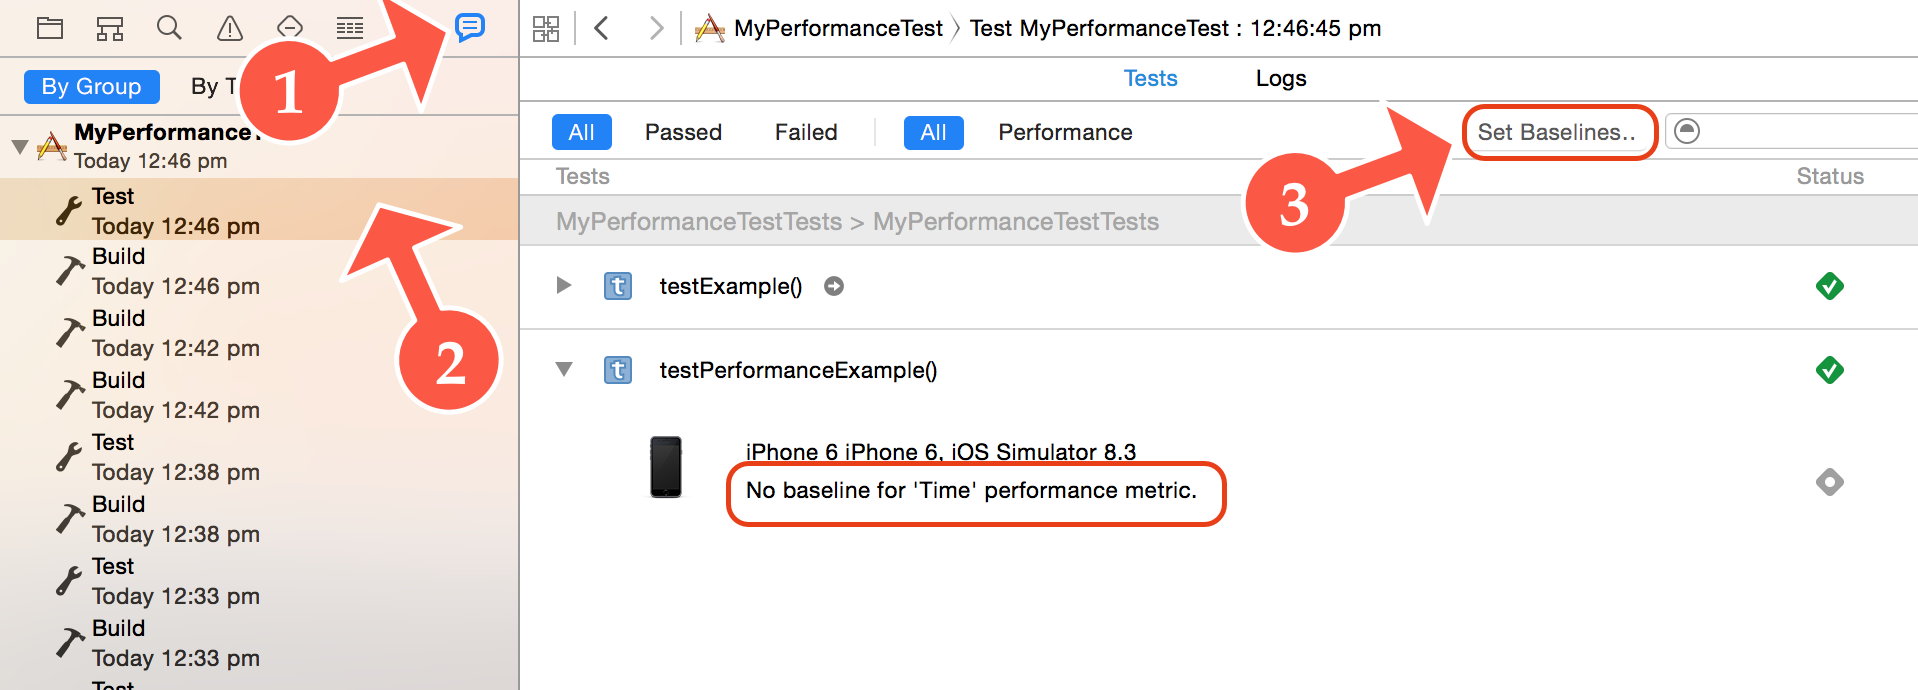 MyPerformanceTest
Test MyPerformanceTest : 12:46:45 pm
By Group
By T
1
Tests
Logs
MyPerformance
Today 12:46 pm
All
Passed
Failed
All
Performance
Set Baselines..
3
Tests
Status
Test
Today 12:46 pm
MyPerformanceTestTests > MyPerformanceTestTests
Build
Today 12:46 pm
t
testExample()
Build
Today 12:42 pm
2
t
testPerformanceExample()
Build
Today 12:42 pm
Test
Today 12:38 pm
iPhone 6 iPhone 6, iOS Simulator 8.3
No baseline for 'Time' performance metric.
Build
Today 12:38 pm
Test
Today 12:33 pm
Build
Today 12:33 pm
Test